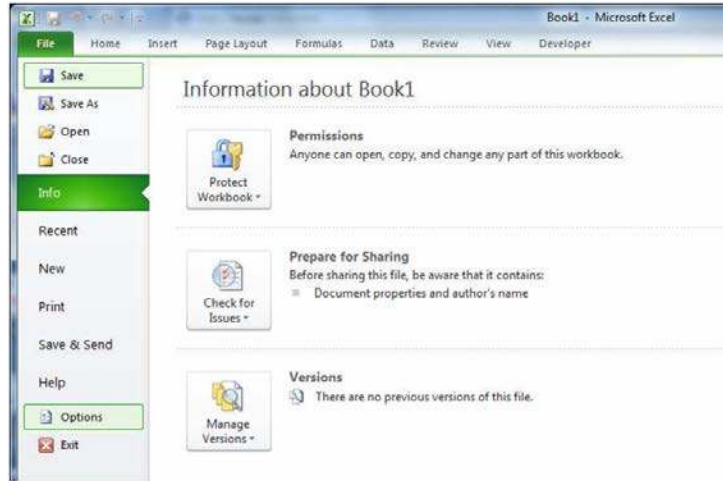 Book1 - Microsoft Excel
File Home Insert Page Layout Formulas Data Review View Developer
Save
Save As
Open
Close
Info
Recent
New
Print
Save & Send
Help
Options
Exit
Information about Book1
Protect
Workbook
Permissions
Anyone can open, copy, and change any part of this workbook.
Check for
Issues
Prepare for Sharing
Before sharing this file, be aware that it contains:
Document properties and author's name
Manage
Versions
Versions
There are no previous versions of this file.